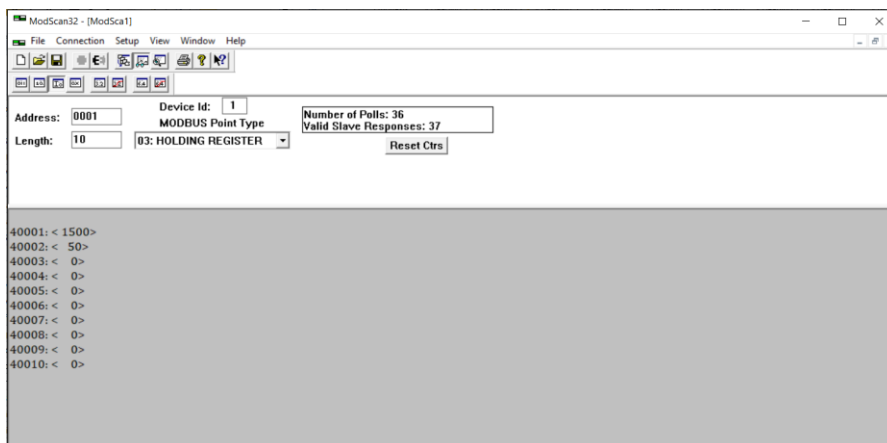 ModScan32 - [ModSca1]
File Connection Setup View Window Help
Address: 0001
Device Id: 1
MODBUS Point Type
Length: 10
03: HOLDING REGISTER
Number of Polls: 36
Valid Slave Responses: 37
Reset Ctrs
40001: < 1500>
40002: < 50>
40003: < 0>
40004: < 0>
40005: < 0>
40006: < 0>
40007: < 0>
40008: < 0>
40009: < 0>
40010: < 0>